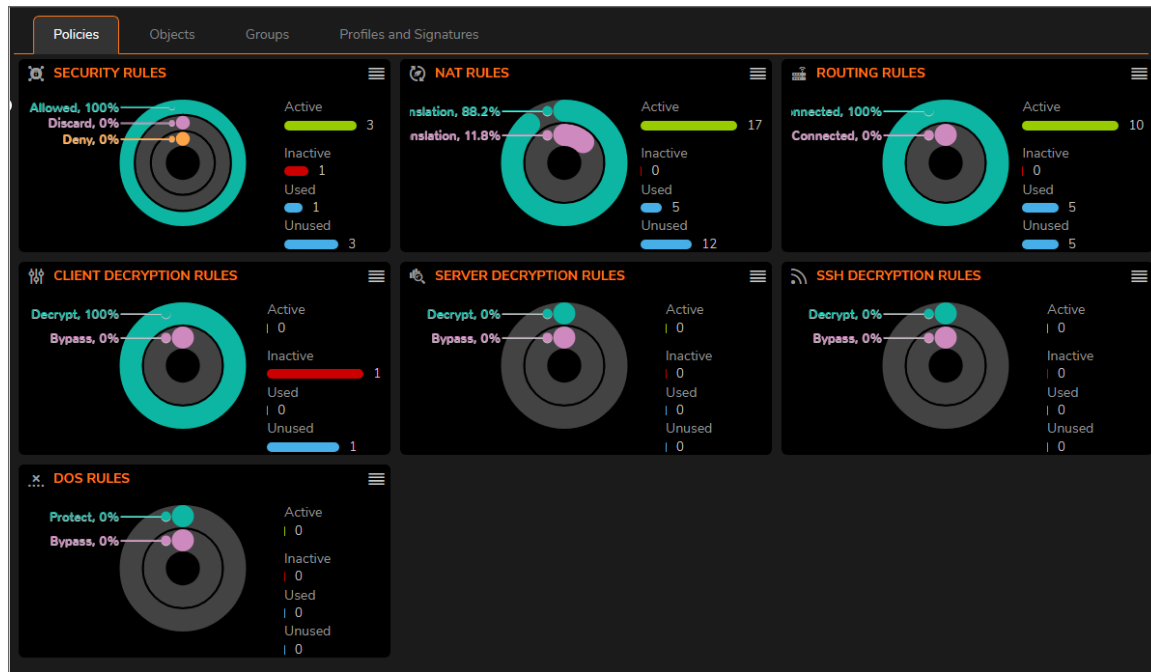 Policies Objects Groups Profiles and Signatures
SECURITY RULES
Allowed, 100%
Discard, 0%
Deny, 0%
Active
3
Inactive
1
Used
1
Unused
3
NAT RULES
nslation, 88.2%
nslation, 11.8%
Active
17
Inactive
0
Used
5
Unused
12
ROUTING RULES
onnected, 100%
Connected, 0%
Active
10
Inactive
0
Used
5
Unused
5
CLIENT DECRYPTION RULES
Decrypt, 100%
Bypass, 0%
Active
0
Inactive
1
Used
0
Unused
1
SERVER DECRYPTION RULES
Decrypt, 0%
Bypass, 0%
Active
0
Inactive
0
Used
0
Unused
0
SSH DECRYPTION RULES
Decrypt, 0%
Bypass, 0%
Active
0
Inactive
0
Used
0
Unused
0
DOS RULES
Protect, 0%
Bypass, 0%
Active
0
Inactive
0
Used
0
Unused
0